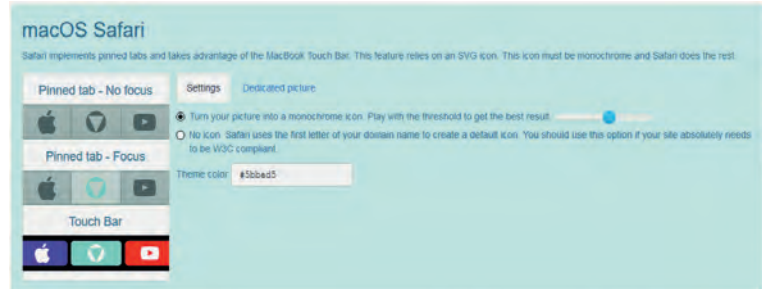 macOS Safari
Safari implements pinned tabs and takes advantage of the MacBook Touch Bar. This feature relies on an SVG icon. This icon must be monochrome and Safari does the rest.
Pinned tab - No focus
Settings
Dedicated picture
Turn your picture into a monochrome icon. Play with the threshold to get the best result.
No icon. Safari uses the first letter of your domain name to create a default icon. You should use this option if your site absolutely needs
to be W3C compliant.
Pinned tab - Focus
Theme color
#5bbad5
Touch Bar